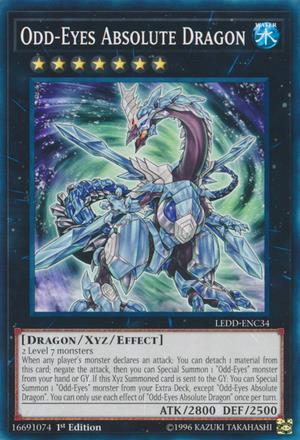 ODD-EYES ABSOLUTE DRAGON
WATER
水
LEDD-ENC34
[DRAGON/XYZ/EFFECT]
2 Level 7 monsters
When any player's monster declares an attack: You can detach 1 material from
this card; negate the attack, then you can Special Summon 1 "Odd-Eyes" monster
from your hand or GY. If this Xyz Summoned card is sent to the GY: You can Special
Summon 1 "Odd-Eyes" monster from your Extra Deck, except "Odd-Eyes Absolute
Dragon". You can only use each effect of "Odd-Eyes Absolute Dragon" once per turn.
ATK/2800 DEF/2500
16691074 1st Edition ©1996 KAZUKI TAKAHASHI